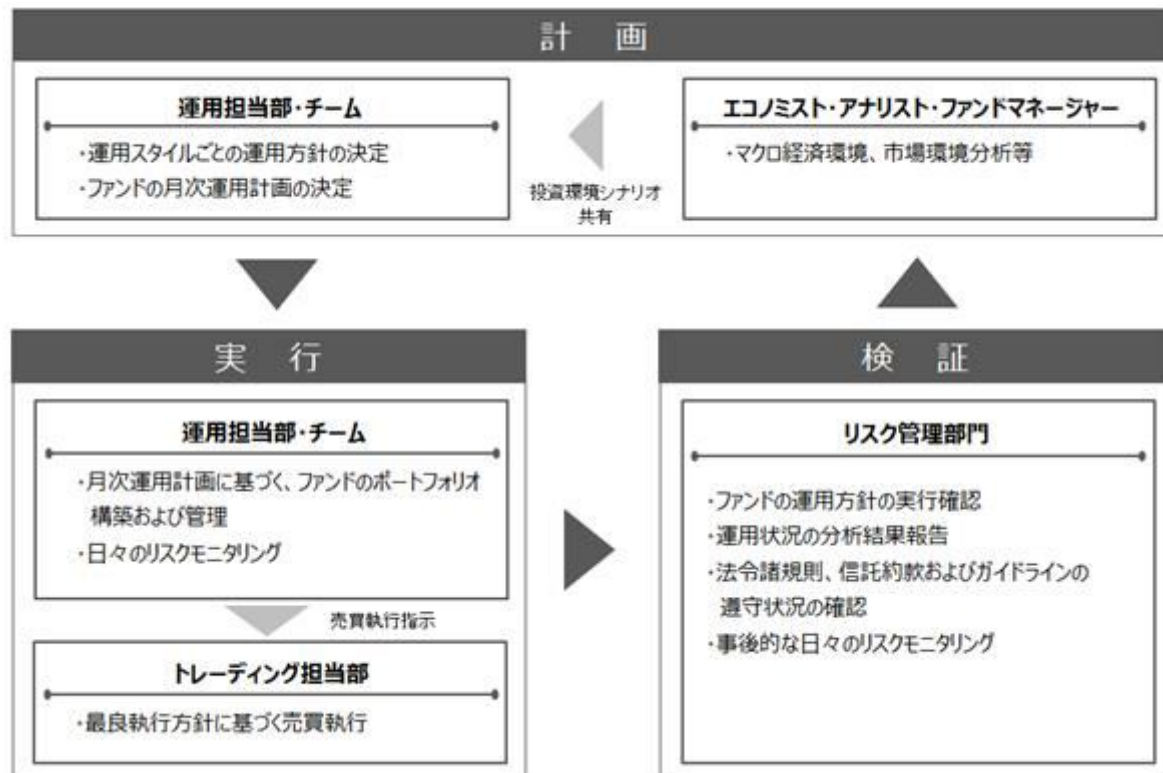 計 画
運用担当部・チーム
・運用スタイルごとの運用方針の決定
・ファンドの月次運用計画の決定
投資環境シナリオ
共有
エコノミスト・アナリスト・ファンドマネージャー
・マクロ経済環境、市場環境分析等
実 行
運用担当部・チーム
・月次運用計画に基づく、ファンドのポートフォリオ
構築および管理
・日々のリスクモニタリング
売買執行指示
トレーディング担当部
・最良執行方針に基づく売買執行
検 証
リスク管理部門
・ファンドの運用方針の実行確認
・運用状況の分析結果報告
・法令諸規則、信託約款およびガイドラインの
遵守状況の確認
・事後的な日々のリスクモニタリング